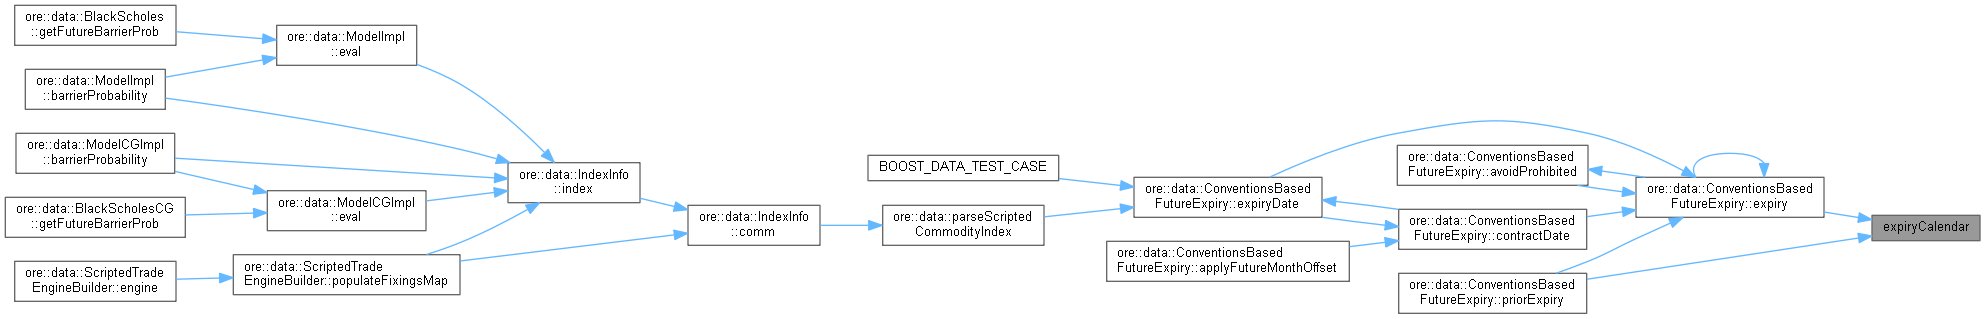 ore::data::BlackScholes
::getFutureBarrierProb
ore::data::ModelImpl
::eval
ore::data::ModelImpl
::barrierProbability
ore::data::ModelCGImpl
::barrierProbability
ore::data::IndexInfo
::index
ore::data::ModelCGImpl
::eval
ore::data::BlackScholesCG
::getFutureBarrierProb
ore::data::ScriptedTrade
EngineBuilder::engine
ore::data::ScriptedTrade
EngineBuilder::populateFixingsMap
ore::data::IndexInfo
::comm
BOOST_DATA_TEST_CASE
ore::data::parseScripted
CommodityIndex
ore::data::ConventionsBased
FutureExpiry::expiryDate
ore::data::ConventionsBased
FutureExpiry::applyFutureMonthOffset
ore::data::ConventionsBased
FutureExpiry::avoidProhibited
ore::data::ConventionsBased
FutureExpiry::contractDate
ore::data::ConventionsBased
FutureExpiry::priorExpiry
ore::data::ConventionsBased
FutureExpiry::expiry
expiryCalendar